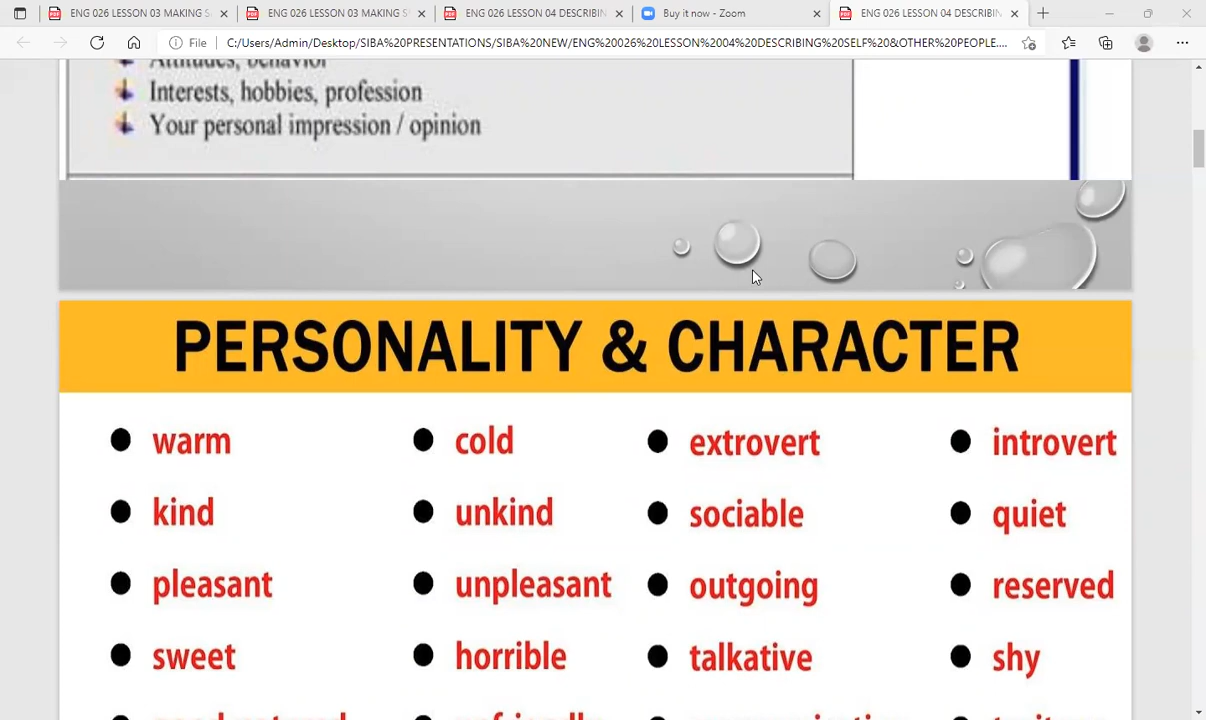 ENG 026 LESSON 03 MAKING S
ENG 026 LESSON 03 MAKING S
ENG 026 LESSON 04 DESCRIBIN
Buy it now - Zoom
ENG 026 LESSON 04 DESCRIBIN
File
C:/Users/Admin/Desktop/SIBA%20PRESENTATIONS/SIBA%20NEW/ENG%20026%20LESSON%2004%20DESCRIBING%20SELF%20&OTHER%20PEOPLE....
Attitudes, behavior
Interests, hobbies, profession
Your personal impression / opinion
PERSONALITY & CHARACTER
warm cold extrovert introvert
kind unkind sociable quiet
pleasant unpleasant outgoing reserved
sweet horrible talkative shy